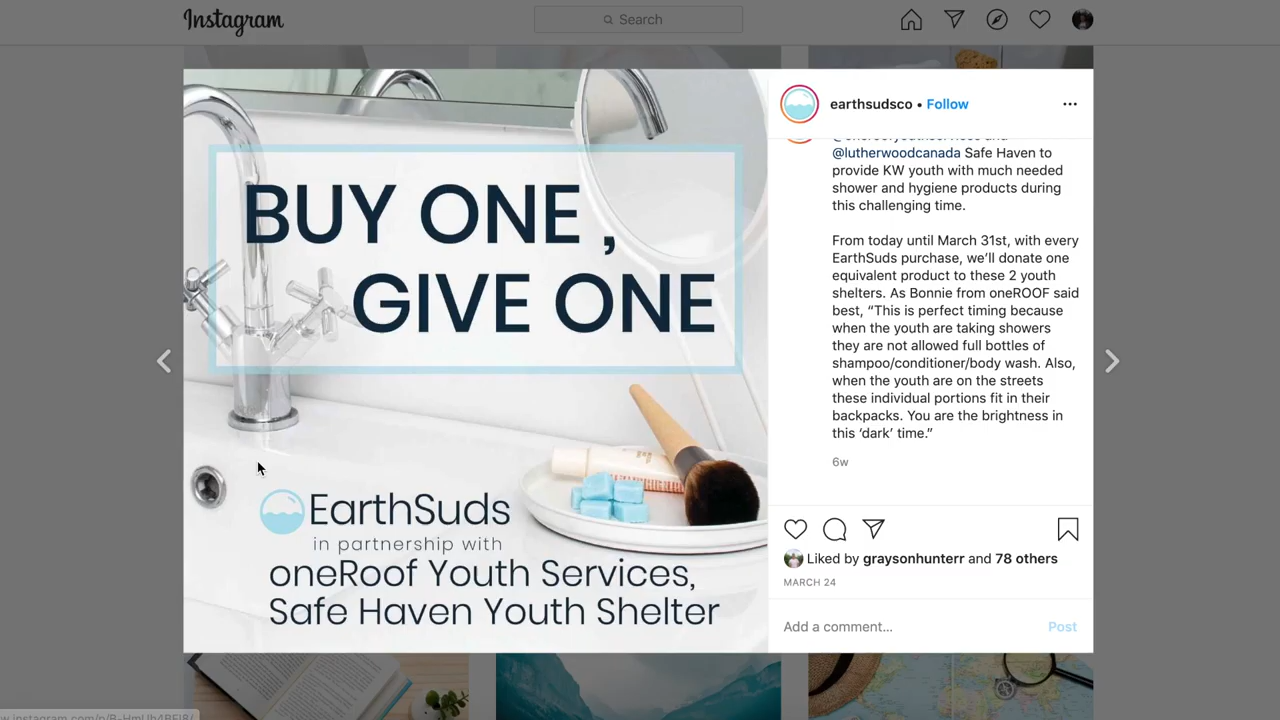 Instagram
Search
BUY ONE ,
GIVE ONE
EarthSuds
in partnership with
oneRoof Youth Services,
Safe Haven Youth Shelter
earthsudsco • Follow
@lutherwoodcanada Safe Haven to
provide KW youth with much needed
shower and hygiene products during
this challenging time.
From today until March 31st, with every
EarthSuds purchase, we’ll donate one
equivalent product to these 2 youth
shelters. As Bonnie from oneROOF said
best, “This is perfect timing because
when the youth are taking showers
they are not allowed full bottles of
shampoo/conditioner/body wash. Also,
when the youth are on the streets
these individual portions fit in their
backpacks. You are the brightness in
this ‘dark’ time.”
6w
Liked by graysonhunterr and 78 others
MARCH 24
Add a comment...
Post